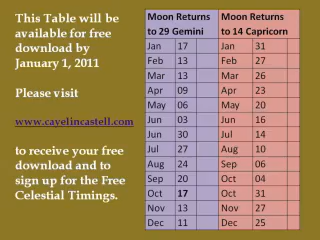 This Table will be
available for free
download by
January 1, 2011
Please visit
www.cayelincastell.com
to receive your free
download and to
sign up for the Free
Celestial Timings.
Moon Returns Moon Returns
to 29 Gemini to 14 Capricorn
Jan 17 Jan 31
Feb 13 Feb 27
Mar 13 Mar 26
Apr 09 Apr 23
May 06 May 20
Jun 03 Jun 16
Jun 30 Jul 14
Jul 27 Aug 10
Aug 24 Sep 06
Sep 20 Oct 04
Oct 17 Oct 31
Nov 13 Nov 27
Dec 11 Dec 25